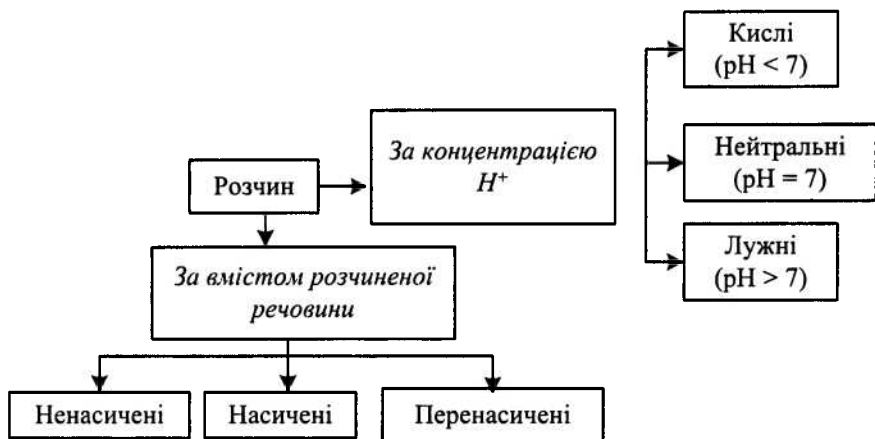 Кислі
(pH < 7)
За концентрацією
H⁺
Нейтральні
(pH = 7)
Розчин
Лужні
(pH > 7)
За вмістом розчиненої
речовини
Ненасичені
Насичені
Перенасичені